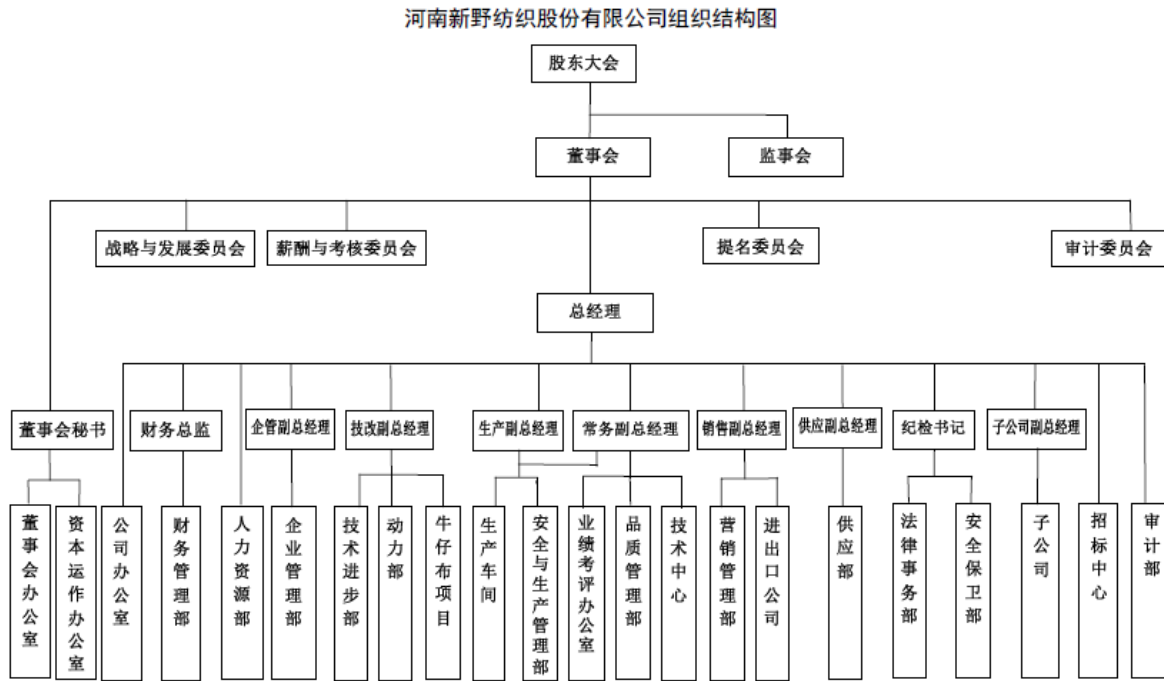 河南新野纺织股份有限公司组织结构图
股东大会
董事会
监事会
战略与发展委员会
薪酬与考核委员会
提名委员会
审计委员会
总经理
董事会秘书
财务总监
企管副总经理
技改副总经理
生产副总经理
常务副总经理
销售副总经理
供应副总经理
纪检书记
子公司副总经理
董事会办公室
资本运作办公室
公司办公室
财务管理部
人力资源部
企业管理部
技术进步部
动力部
牛仔布项目
生产车间
安全与生产管理部
业绩考评办公室
品质管理部
技术中心
营销管理部
进出口公司
供应部
法律事务部
安全保卫部
子公司
招标中心
审计部